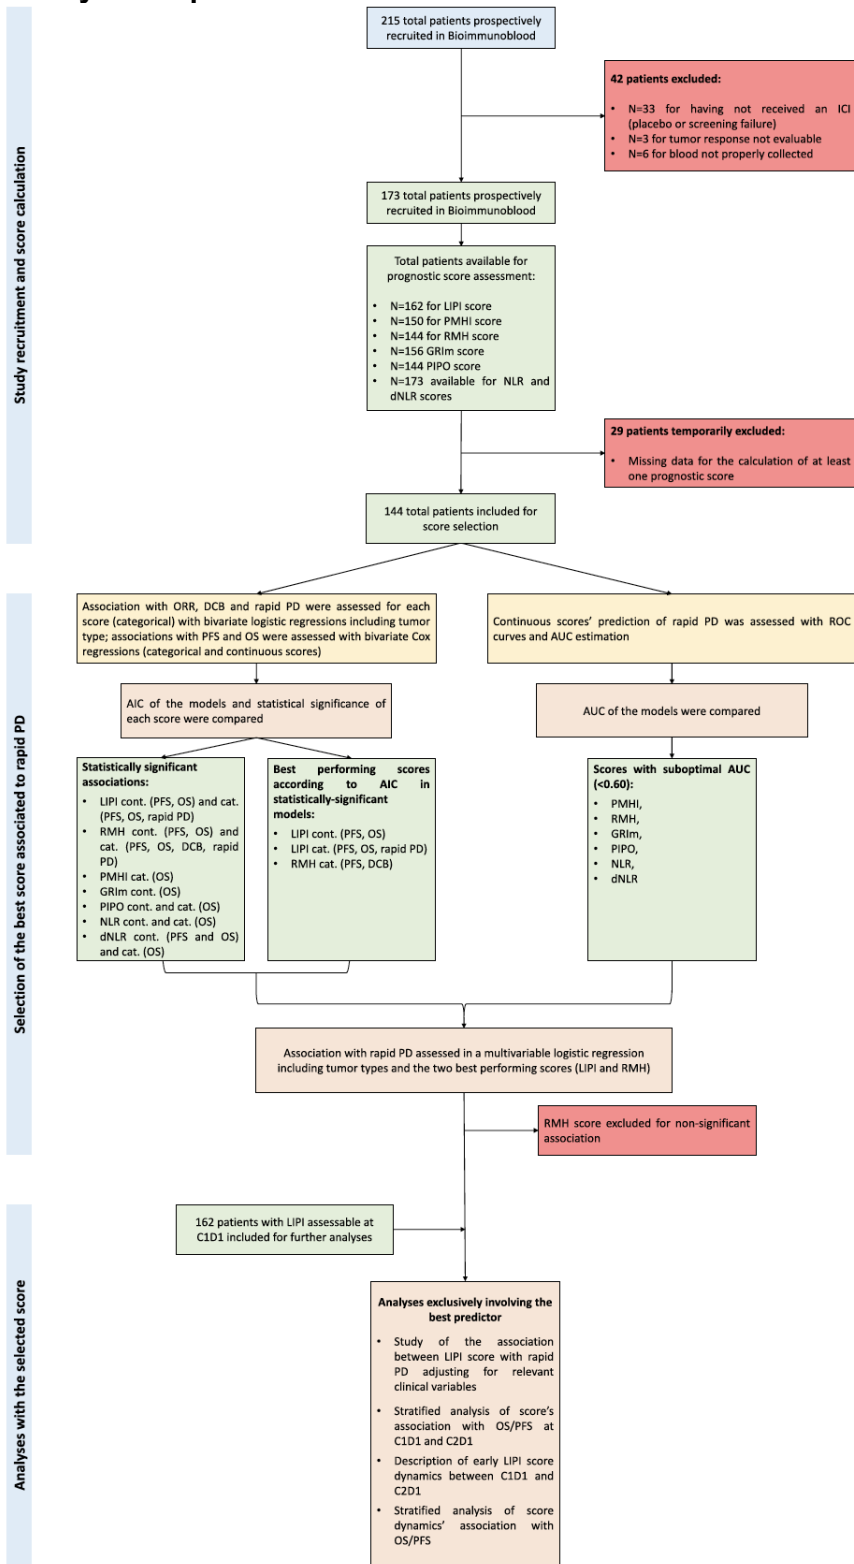 215 total patients prospectively
recruited in Bioimmunoblood
42 patients excluded:
• N=33 for having not received an ICI
(placebo or screening failure)
• N=3 for tumor response not evaluable
• N=6 for blood not properly collected
173 total patients prospectively
recruited in Bioimmunoblood
Total patients available for
prognostic score assessment:
• N=162 for LIPI score
• N=150 for PMHI score
• N=144 for RMH score
• N=156 GRIm score
• N=144 PIPO score
• N=173 available for NLR and
dNLR scores
29 patients temporarily excluded:
• Missing data for the calculation of at least
one prognostic score
144 total patients included for
score selection
Study recruitment and score calculation
Association with ORR, DCB and rapid PD were assessed for each
score (categorical) with bivariate logistic regressions including tumor
type; associations with PFS and OS were assessed with bivariate Cox
regressions (categorical and continuous scores)
Continuous scores' prediction of rapid PD was assessed with ROC
curves and AUC estimation
AIC of the models and statistical significance of
each score were compared
AUC of the models were compared
Statistically significant
associations:
• LIPI cont. (PFS, OS) and cat.
(PFS, OS, rapid PD)
• RMH cont. (PFS, OS) and
cat. (PFS, OS, DCB, rapid
PD)
• PMHI cat. (OS)
• GRIm cont. (OS)
• PIPO cont. and cat. (OS)
• NLR cont. and cat. (OS)
• dNLR cont. (PFS and OS)
and cat. (OS)
Best performing scores
according to AIC in
statistically-significant
models:
• LIPI cont. (PFS, OS)
• LIPI cat. (PFS, OS, rapid PD)
• RMH cat. (PFS, DCB)
Scores with suboptimal AUC
(<0.60):
• PMHI,
• RMH,
• GRIm,
• PIPO,
• NLR,
• dNLR
Association with rapid PD assessed in a multivariable logistic regression
including tumor types and the two best performing scores (LIPI and RMH)
RMH score excluded for non-significant
association
Selection of the best score associated to rapid PD
162 patients with LIPI assessable at
C1D1 included for further analyses
Analyses exclusively involving the
best predictor
• Study of the association
between LIPI score with rapid
PD adjusting for relevant
clinical variables
• Stratified analysis of score's
association with OS/PFS at
C1D1 and C2D1
• Description of early LIPI score
dynamics between C1D1 and
C2D1
• Stratified analysis of score
dynamics' association with
OS/PFS
Analyses with the selected score